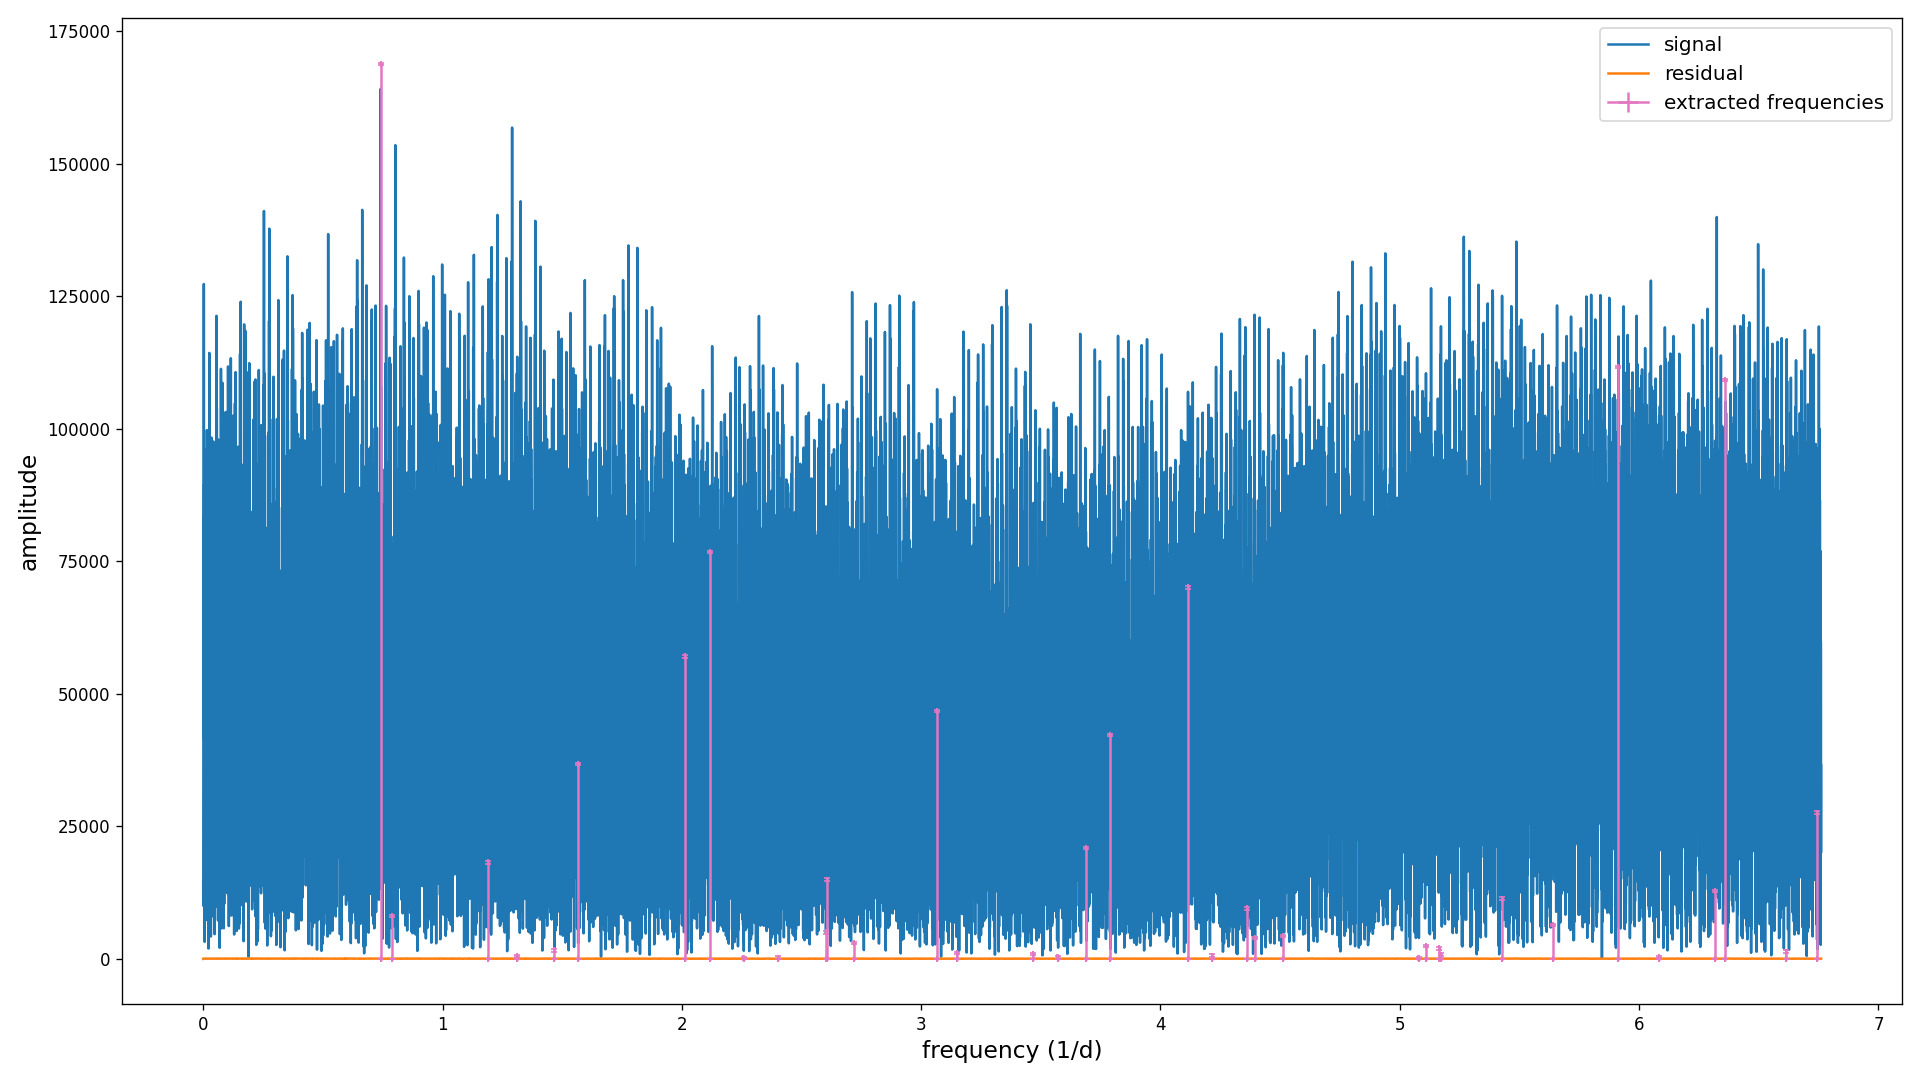 175000
150000
125000
100000
75000
50000
25000
0
amplitude
0 1 2 3 4 5 6 7
frequency (1/d)
signal
residual
extracted frequencies